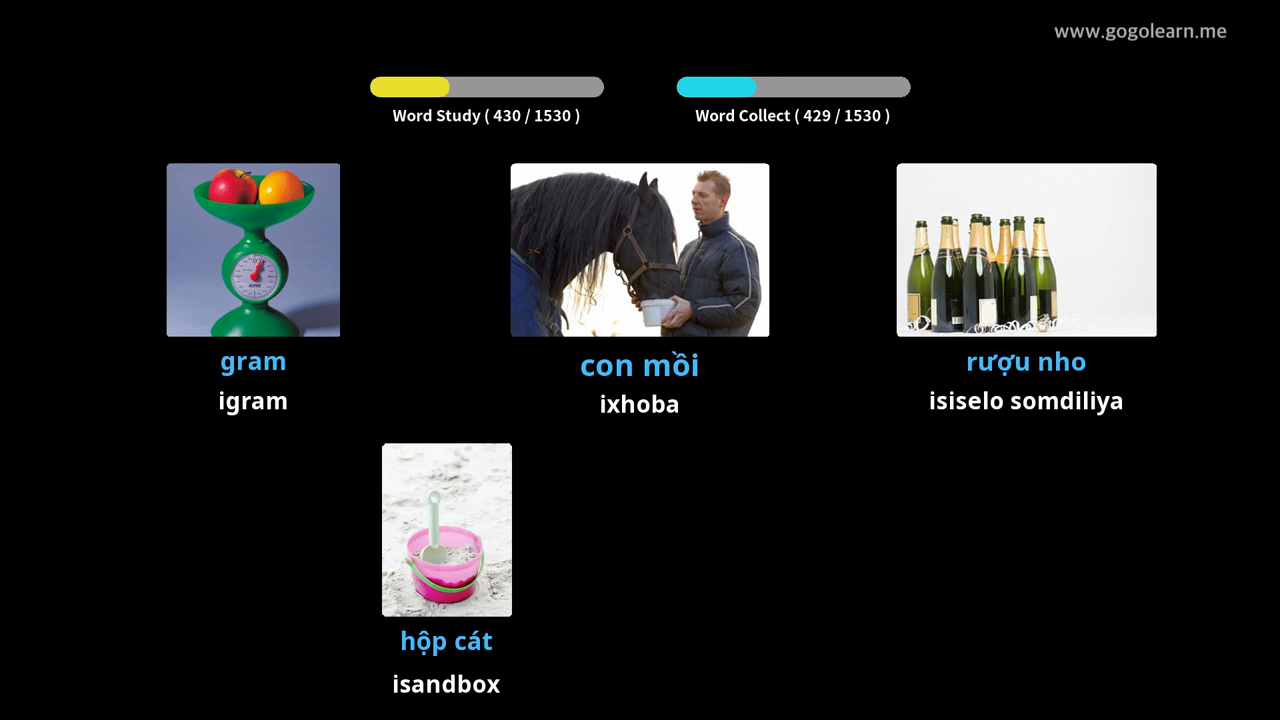 www.gogolearn.me
Word Study ( 430 / 1530 )
Word Collect ( 429 / 1530 )
gram
con mồi
rượu nho
igram
ixhoba
isiselo somdiliya
hộp cát
isandbox